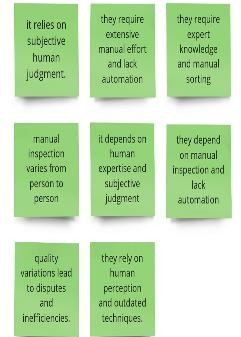 it relies on
subjective
human
judgment.
they require
extensive
manual effort
and lack
automation
they require
expert
knowledge
and manual
sorting
manual
inspection
varies from
person to
person
it depends on
human
expertise and
subjective
judgment
they depend
on manual
inspection and
lack
automation
quality
variations lead
to disputes
and
inefficiencies.
they rely on
human
perception
and outdated
techniques.